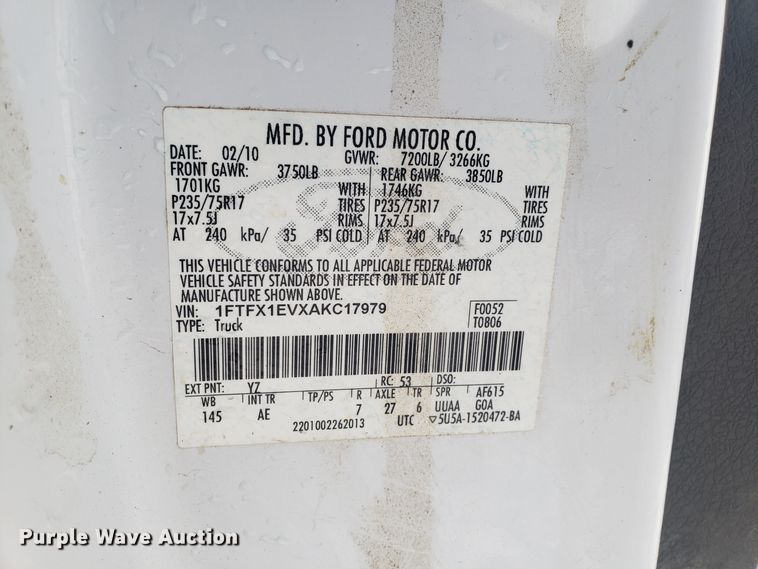 MFD. BY FORD MOTOR CO.
DATE: 02/10 GVWR: 7200LB/ 3266KG
FRONT GAWR: 3750LB REAR GAWR: 3850LB
1701KG WITH 1746KG WITH
P235/75R17 TIRES P235/75R17 TIRES
17x7.5J RIMS 17x7.5J RIMS
AT 240 kPa/ 35 PSI COLD AT 240 kPa/ 35 PSI COLD
THIS VEHICLE CONFORMS TO ALL APPLICABLE FEDERAL MOTOR
VEHICLE SAFETY STANDARDS IN EFFECT ON THE DATE OF
MANUFACTURE SHOWN ABOVE.
VIN: 1FTFX1EVXAKC17979 F0052
TYPE: Truck T0806
EXT PNT: YZ RC: 53 DSO:
WB INT TR TP/PS R AXLE TR SPR AF615
145 AE 7 27 6 UUAA GOA
2201002262013 UTC ▽5U5A-1520472-BA
Ford
Purple Wave Auction